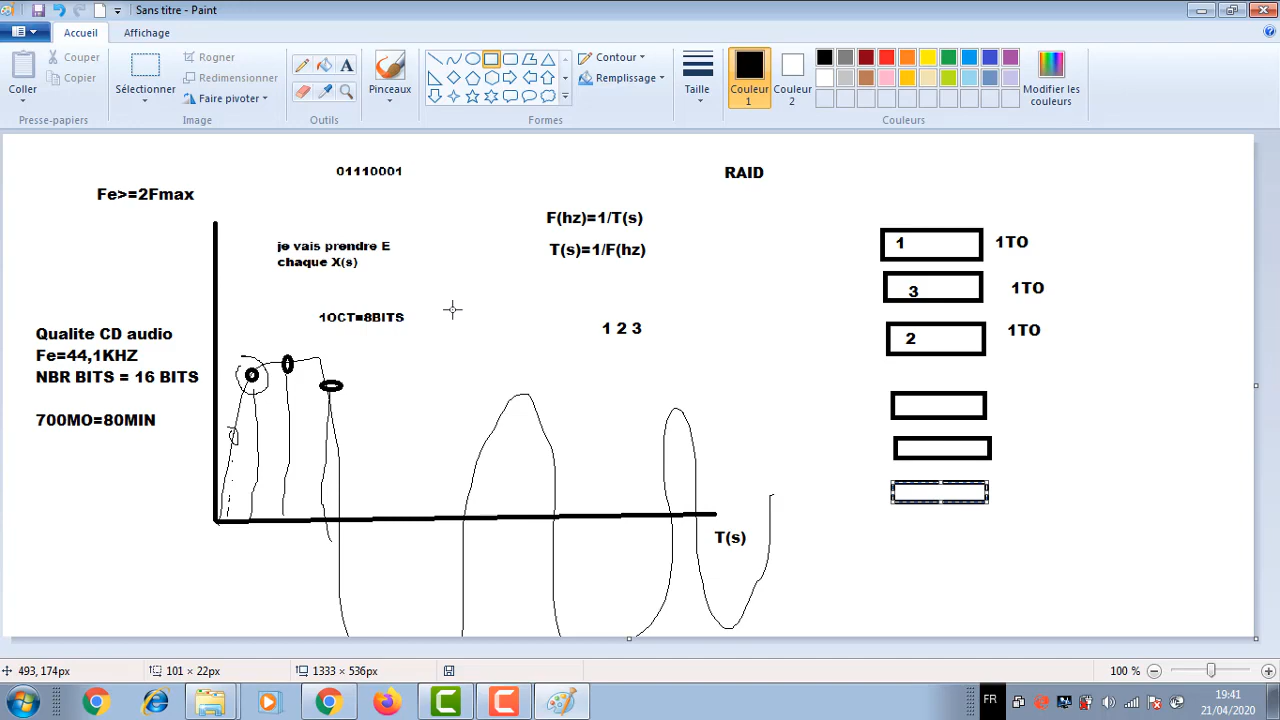 Sans titre - Paint
Accueil
Affichage
Coller
Couper
Copier
Presse-papiers
Sélectionner
Rogner
Faire pivoter
Image
Outils
Pinceaux
Formes
Contour
Remplissage
Taille
Couleur
1
Couleur
2
Modifier les
couleurs
Couleurs
01110001
RAID
Fe>=2Fmax
F(hz)=1/T(s)
T(s)=1/F(hz)
je vais prendre E
chaque X(s)
1 1TO
3 1TO
2 1TO
1OCT=8BITS
1 2 3
Qualite CD audio
Fe=44,1KHZ
NBR BITS = 16 BITS
700MO=80MIN
T(s)
493, 174px
101 × 22px
1333 × 536px
100 %
FR
19:41
21/04/2020